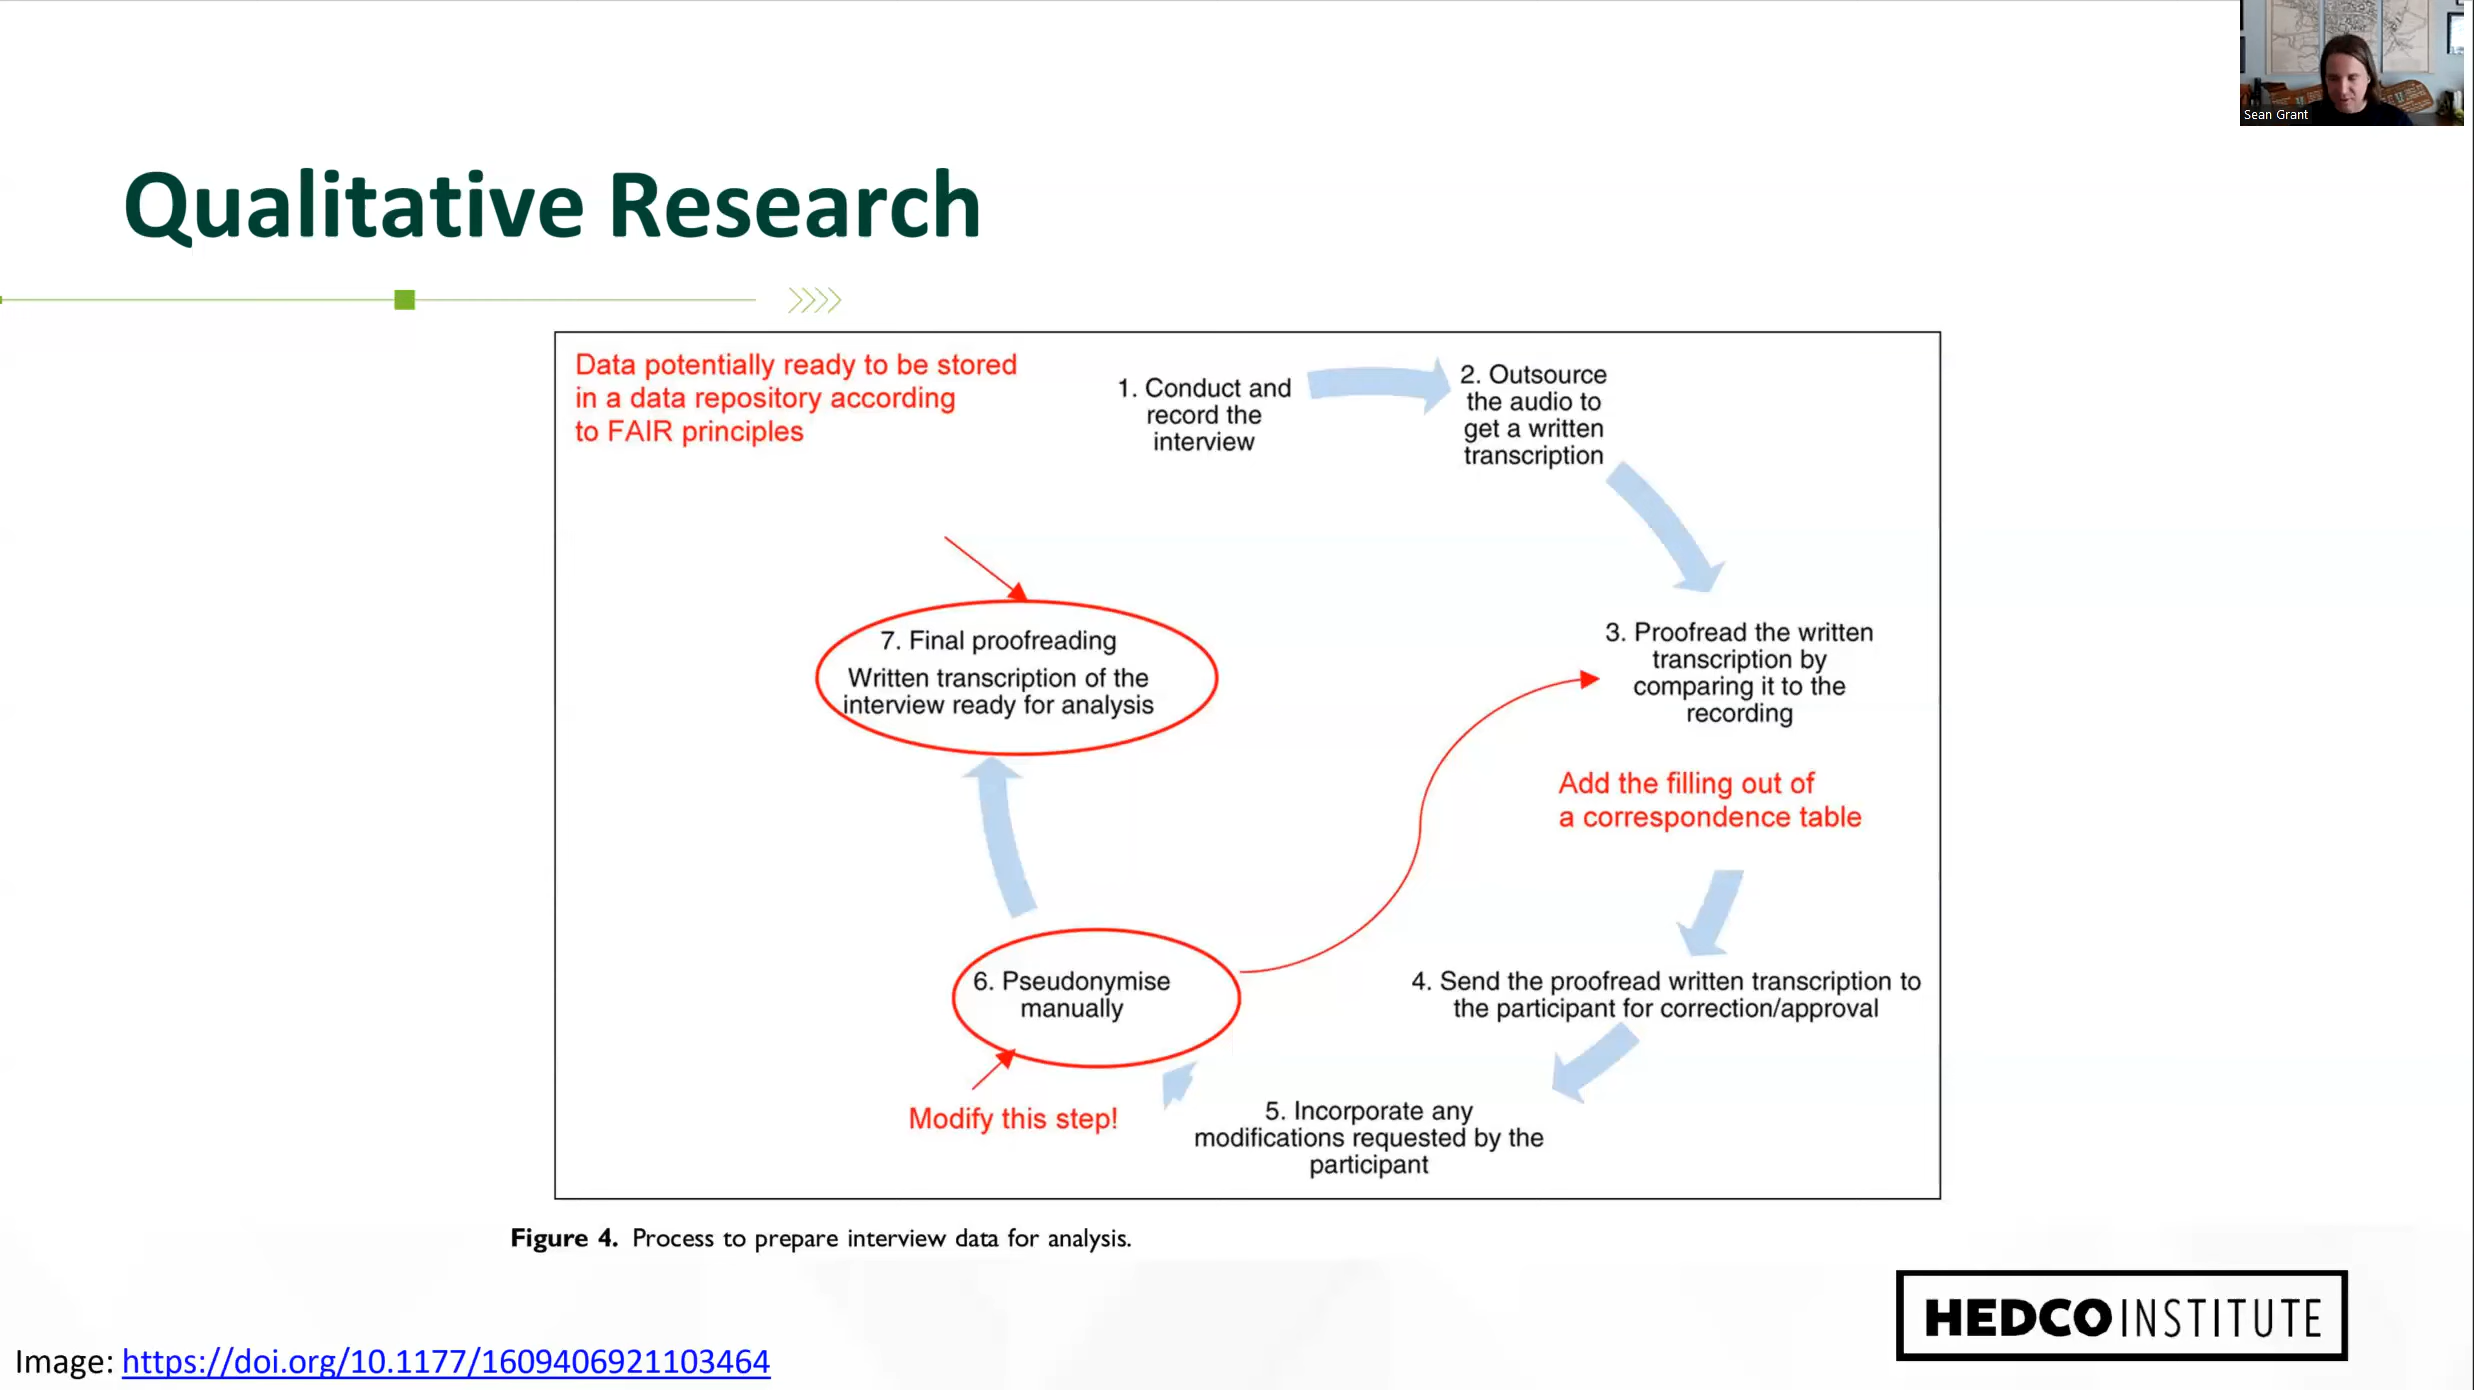 Sean Grant
Qualitative Research
Data potentially ready to be stored
in a data repository according
to FAIR principles
1. Conduct and
record the
interview
2. Outsource
the audio to
get a written
transcription
3. Proofread the written
transcription by
comparing it to the
recording
Add the filling out of
a correspondence table
4. Send the proofread written transcription to
the participant for correction/approval
5. Incorporate any
modifications requested by the
participant
6. Pseudonymise
manually
Modify this step!
7. Final proofreading
Written transcription of the
interview ready for analysis
Figure 4. Process to prepare interview data for analysis.
HEDCO INSTITUTE
Image: https://doi.org/10.1177/1609406921103464